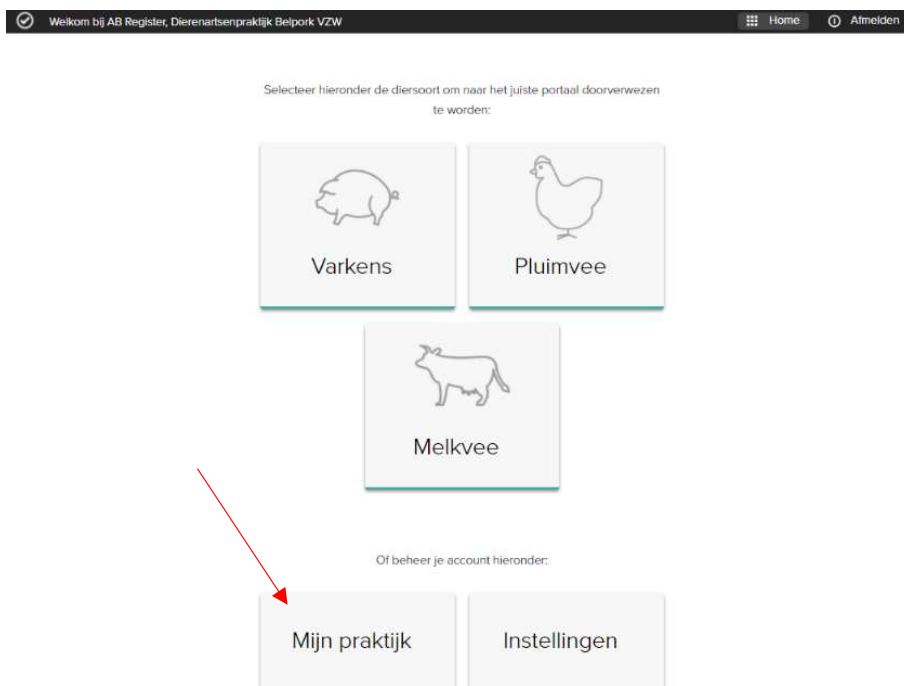 Welkom bij AB Register, Dierenartsenpraktijk Belpork VZW
Home
Afmelden
Selecteer hieronder de diersoort om naar het juiste portaal doorverwezen
te worden:
Varkens
Pluimvee
Melkvee
Of beheer je account hieronder:
Mijn praktijk
Instellingen